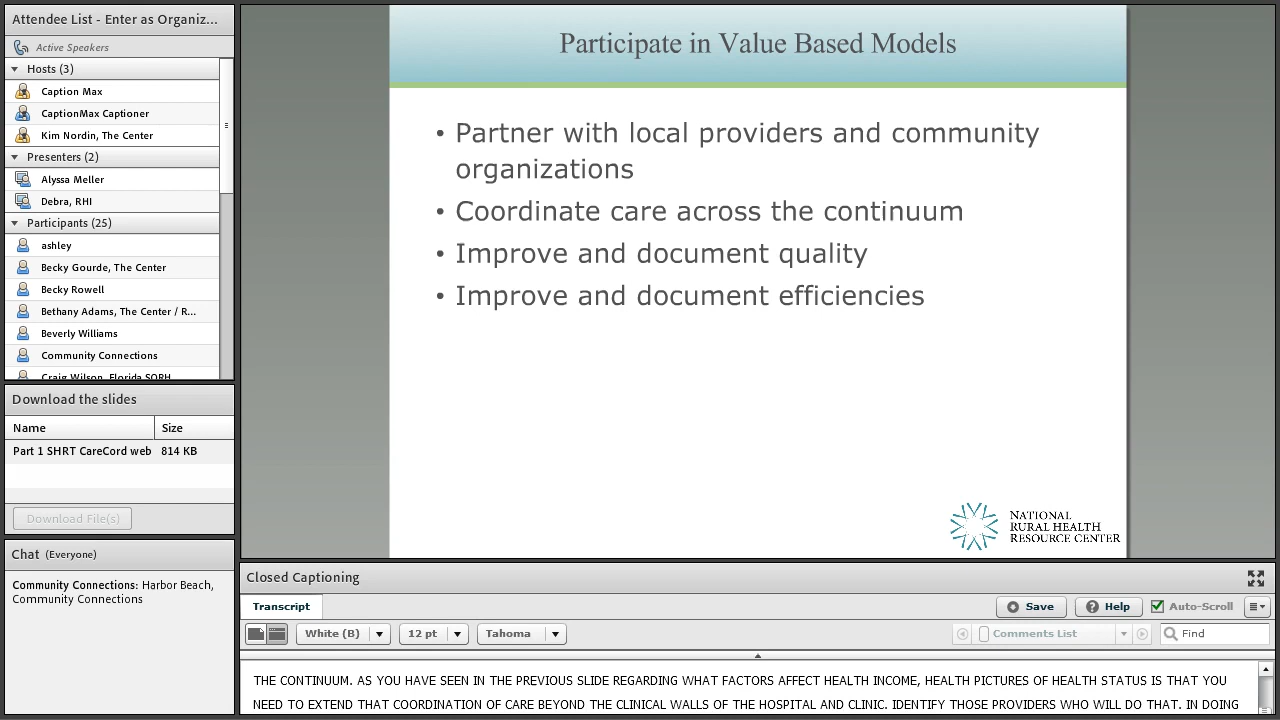 Attendee List - Enter as Organiz...
Active Speakers
Hosts (3)
Caption Max
CaptionMax Captioner
Kim Nordin, The Center
Presenters (2)
Alyssa Meller
Debra, RHI
Participants (25)
ashley
Becky Gourde, The Center
Becky Rowell
Bethany Adams, The Center / R...
Beverly Williams
Community Connections
Craig Wilson, Florida SORH
Download the slides
Name Size
Part 1 SHRT CareCord web 814 KB
Download File(s)
Chat (Everyone)
Community Connections: Harbor Beach,
Community Connections
Participate in Value Based Models
• Partner with local providers and community
organizations
• Coordinate care across the continuum
• Improve and document quality
• Improve and document efficiencies
NATIONAL
RURAL HEALTH
RESOURCE CENTER
Closed Captioning
Transcript Save Help Auto-Scroll
White (B) 12 pt Tahoma Comments List Find
THE CONTINUUM. AS YOU HAVE SEEN IN THE PREVIOUS SLIDE REGARDING WHAT FACTORS AFFECT HEALTH INCOME, HEALTH PICTURES OF HEALTH STATUS IS THAT YOU
NEED TO EXTEND THAT COORDINATION OF CARE BEYOND THE CLINICAL WALLS OF THE HOSPITAL AND CLINIC. IDENTIFY THOSE PROVIDERS WHO WILL DO THAT. IN DOING